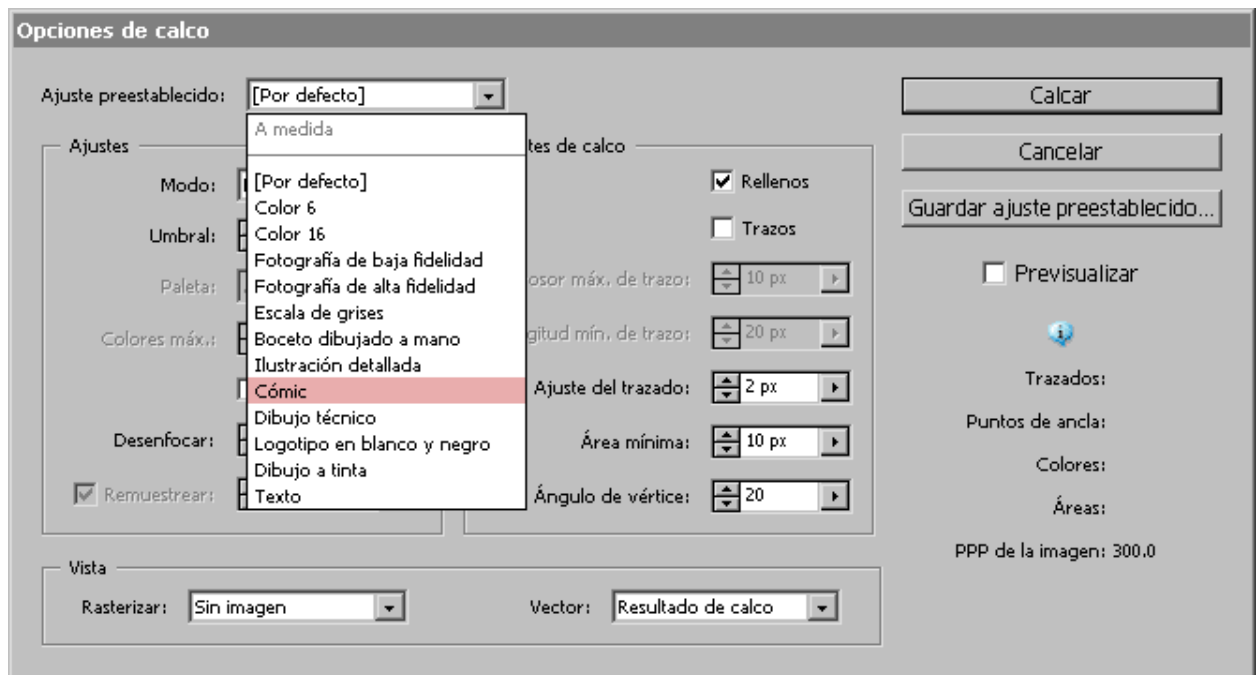 Opciones de calco
Ajuste preestablecido: [Por defecto]
A medida
[Por defecto]
Color 6
Color 16
Fotografía de baja fidelidad
Fotografía de alta fidelidad
Escala de grises
Boceto dibujado a mano
Ilustración detallada
Cómic
Dibujo técnico
Logotipo en blanco y negro
Dibujo a tinta
Texto
Ajustes
Modo:
Umbral:
Paleta:
Colores máx.:
Desenfocar:
Remuestrear:
tes de calco
Rellenos
Trazos
osor máx. de trazo: 10 px
gitud mín. de trazo: 20 px
Ajuste del trazado: 2 px
Área mínima: 10 px
Ángulo de vértice: 20
Vista
Rasterizar: Sin imagen
Vector: Resultado de calco
Calcar
Cancelar
Guardar ajuste preestablecido...
Previsualizar
Trazados:
Puntos de ancla:
Colores:
Áreas:
PPP de la imagen: 300.0